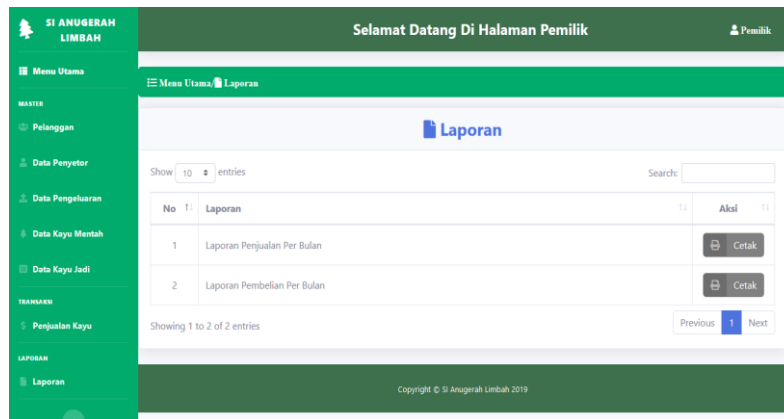 SI ANUGERAH
LIMBAH
Selamat Datang Di Halaman Pemilik
Pemilik
Menu Utama
MASTER
Pelanggan
Data Penyetor
Data Pengeluaran
Data Kayu Mentah
Data Kayu Jadi
TRANSAKSI
Penjualan Kayu
LAPORAN
Laporan
Menu Utama/Laporan
Laporan
Show 10 entries Search:
No Laporan Aksi
1 Laporan Penjualan Per Bulan Cetak
2 Laporan Pembelian Per Bulan Cetak
Showing 1 to 2 of 2 entries Previous 1 Next
Copyright © SI Anugerah Limbah 2019